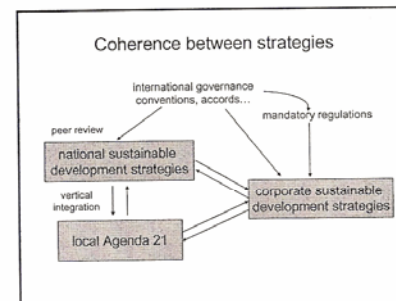 Coherence between strategies
international governance
conventions, accords...
mandatory regulations
peer review
national sustainable
development strategies
corporate sustainable
development strategies
vertical
integration
local Agenda 21